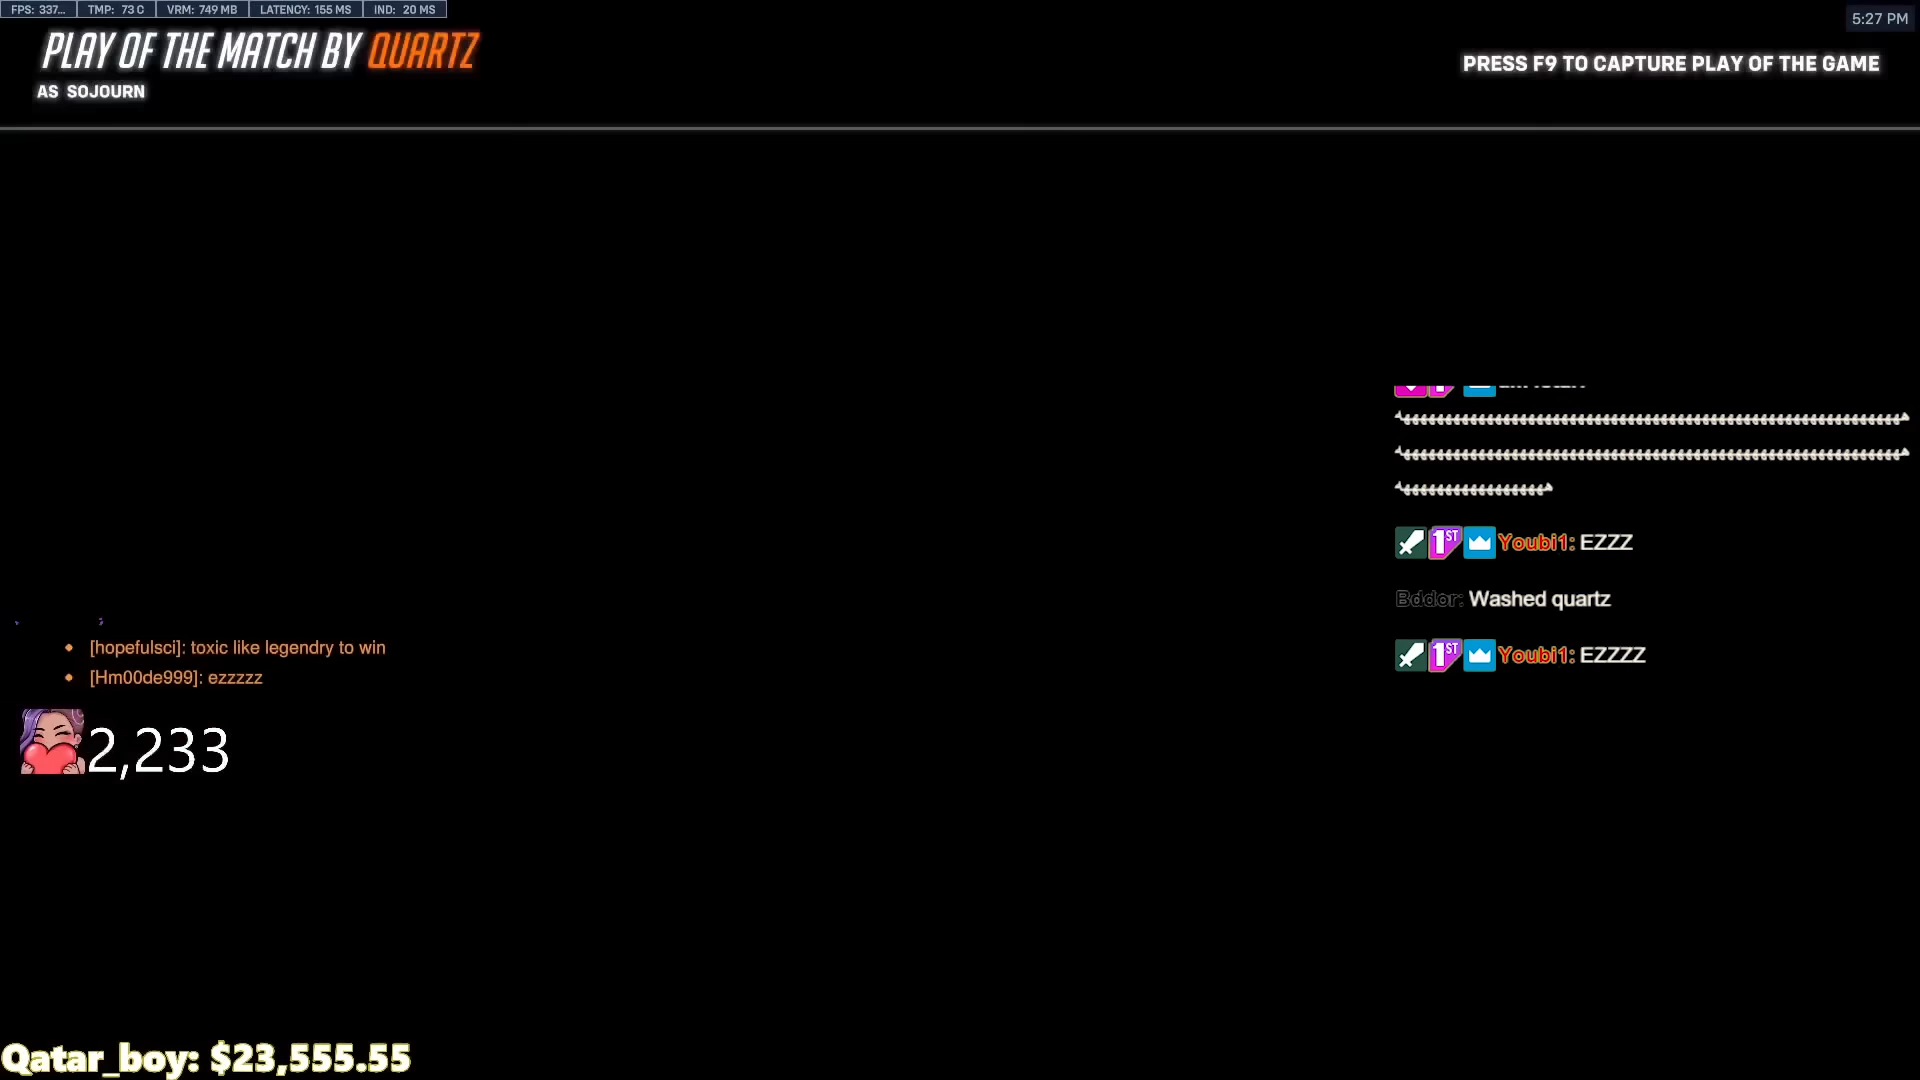 FPS: 337... TMP: 73 C VRM: 749 MB LATENCY: 155 MS IND: 20 MS
5:27 PM
PLAY OF THE MATCH BY QUARTZ
AS SOJOURN
PRESS F9 TO CAPTURE PLAY OF THE GAME
1ST Youbi1: EZZZ
Bddor: Washed quartz
1ST Youbi1: EZZZZ
[hopefulsci]: toxic like legendry to win
[Hm00de999]: ezzzzz
2,233
Qatar_boy: $23,555.55